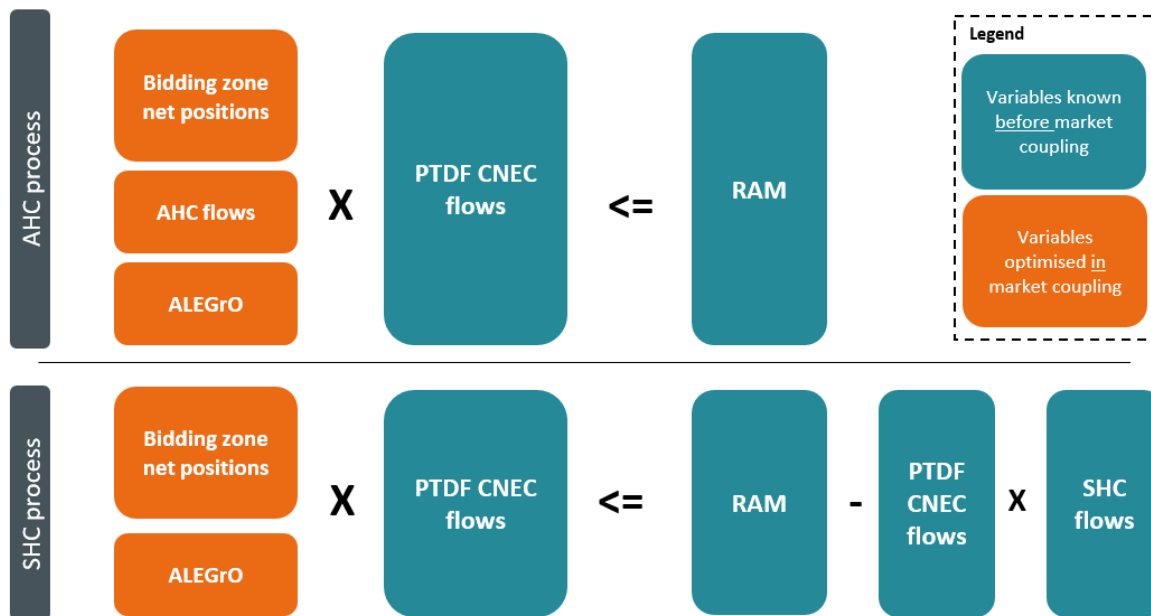 AHC process
Bidding zone
net positions
AHC flows
ALEGrO
X
PTDF CNEC
flows
<=
RAM
Legend
Variables known
before market
coupling
Variables
optimised in
market coupling
SHC process
Bidding zone
net positions
ALEGrO
X
PTDF CNEC
flows
<=
RAM
-
PTDF
CNEC
flows
X
SHC
flows